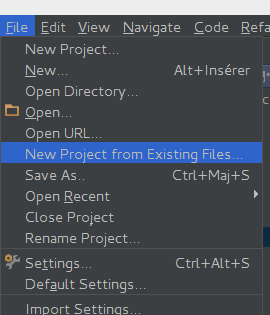 File Edit View Navigate Code Refa
New Project...
New... Alt+Insérer
Open Directory...
Open...
Open URL...
New Project from Existing Files...
Save As.. Ctrl+Maj+S
Open Recent
Close Project
Rename Project...
Settings... Ctrl+Alt+S
Default Settings...
Import Settings...